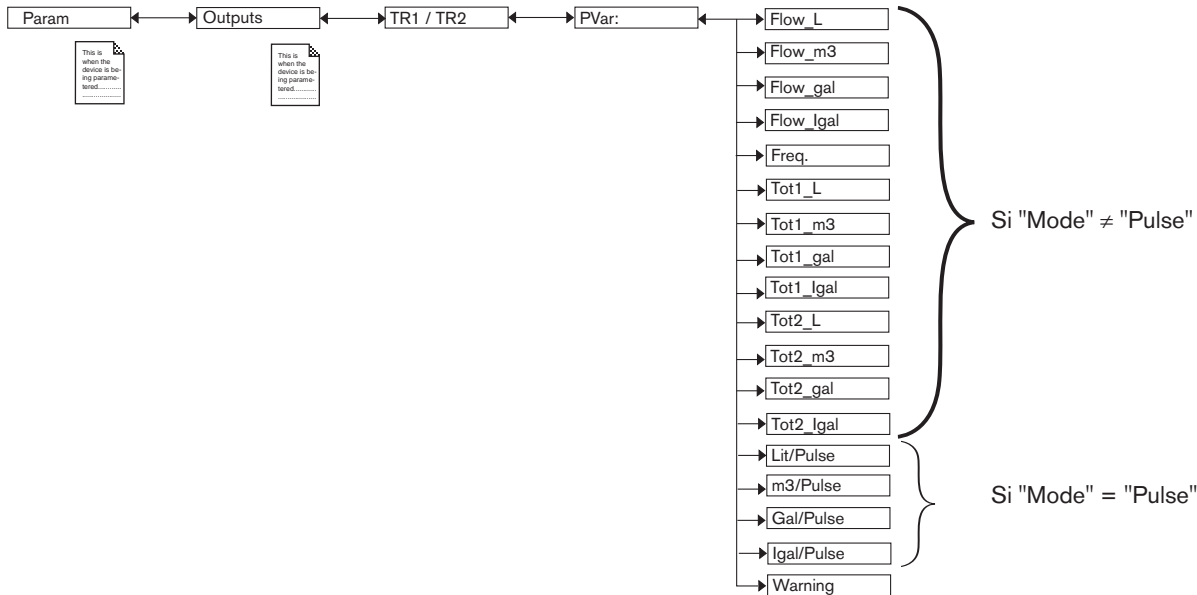 Param
Outputs
TR1 / TR2
PVar:
This is
when the
device is be-
ing parame-
tered...........
....................
This is
when the
device is be-
ing parame-
tered...........
....................
Flow_L
Flow_m3
Flow_gal
Flow_Igal
Freq.
Tot1_L
Tot1_m3
Tot1_gal
Tot1_Igal
Tot2_L
Tot2_m3
Tot2_gal
Tot2_Igal
Si "Mode" ≠ "Pulse"
Lit/Pulse
m3/Pulse
Gal/Pulse
Igal/Pulse
Si "Mode" = "Pulse"
Warning